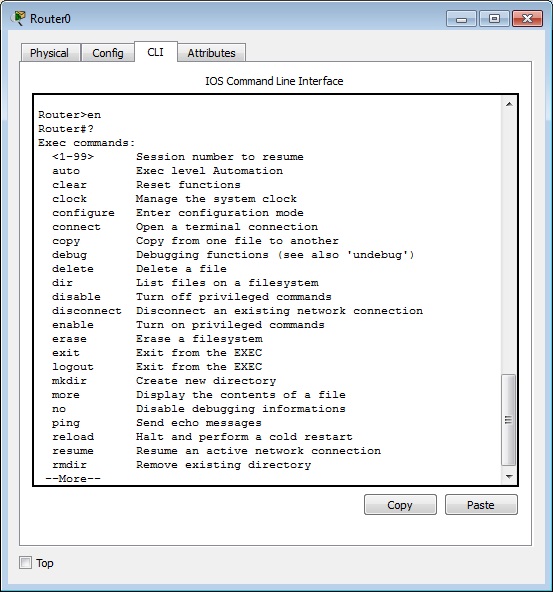 Router0
Physical Config CLI Attributes
IOS Command Line Interface
Router>en
Router#?
Exec commands:
<1-99> Session number to resume
auto Exec level Automation
clear Reset functions
clock Manage the system clock
configure Enter configuration mode
connect Open a terminal connection
copy Copy from one file to another
debug Debugging functions (see also 'undebug')
delete Delete a file
dir List files on a filesystem
disable Turn off privileged commands
disconnect Disconnect an existing network connection
enable Turn on privileged commands
erase Erase a filesystem
exit Exit from the EXEC
logout Exit from the EXEC
mkdir Create new directory
more Display the contents of a file
no Disable debugging informations
ping Send echo messages
reload Halt and perform a cold restart
resume Resume an active network connection
rmdir Remove existing directory
--More--
Copy Paste
Top